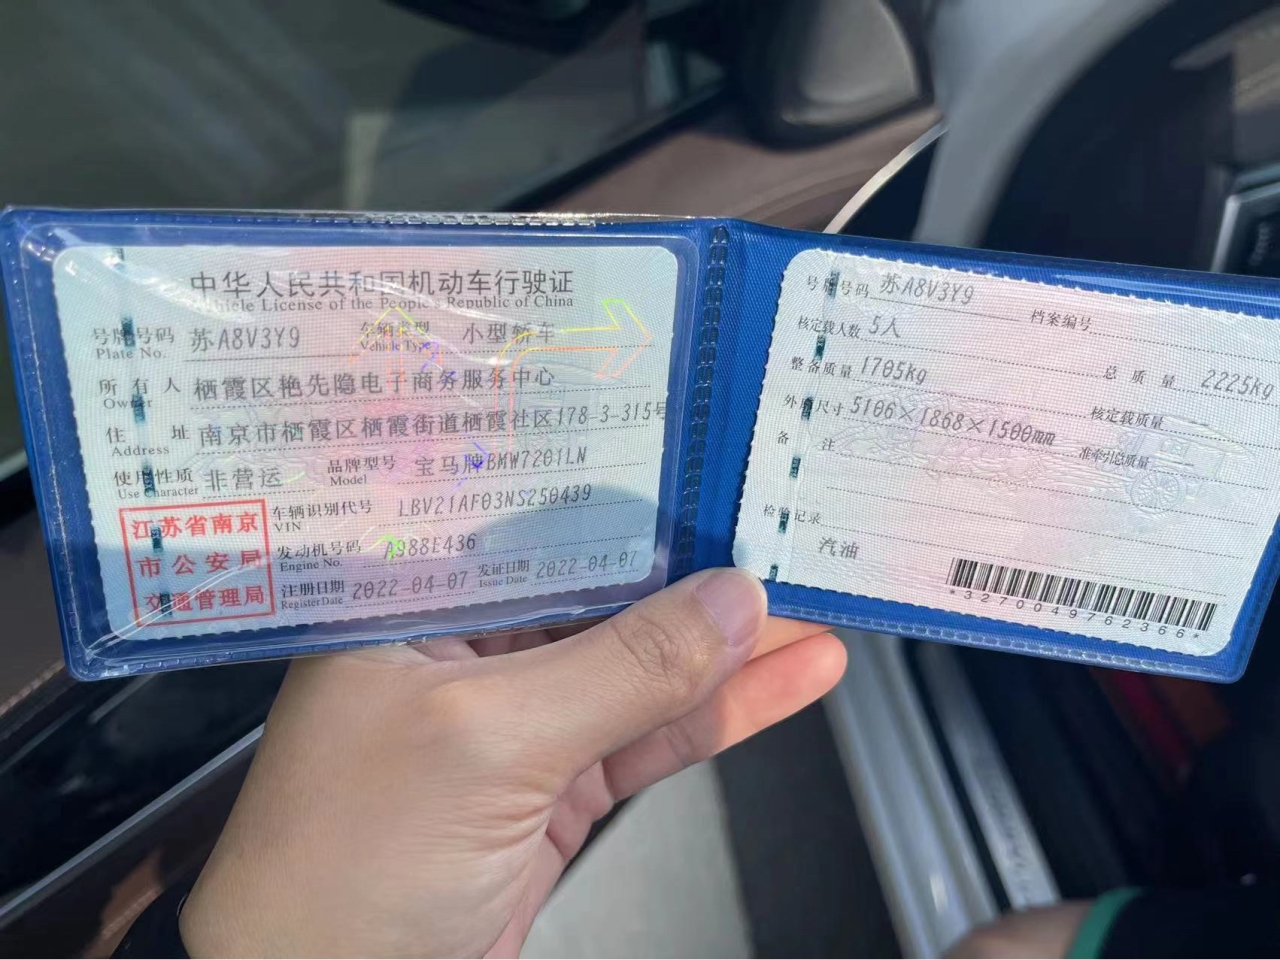 中华人民共和国机动车行驶证
Vehicle License of the People's Republic of China
号牌号码 苏A8V3Y9 车辆类型 小型轿车
Plate No. Vehicle Type
所有人 栖霞区艳先隐电子商务服务中心
Owner
住址 南京市栖霞区栖霞街道栖霞社区178-3-315号
Address
使用性质 非营运 品牌型号 宝马牌BMW7201LN
Use Character Model
江苏省南京
市公安局
交通管理局
车辆识别代号 LBV21AF03NS250439
VIN
发动机号码 A988E436
Engine No.
注册日期 2022-04-07 发证日期 2022-04-07
Register Date Issue Date
号牌号码 苏A8V3Y9 档案编号
核定载人数 5人 总质量 2225kg
整备质量 1705kg 核定载质量
外廓尺寸 5106×1868×1500mm 准牵引总质量
备注
检验记录
汽油
*3270049762366*